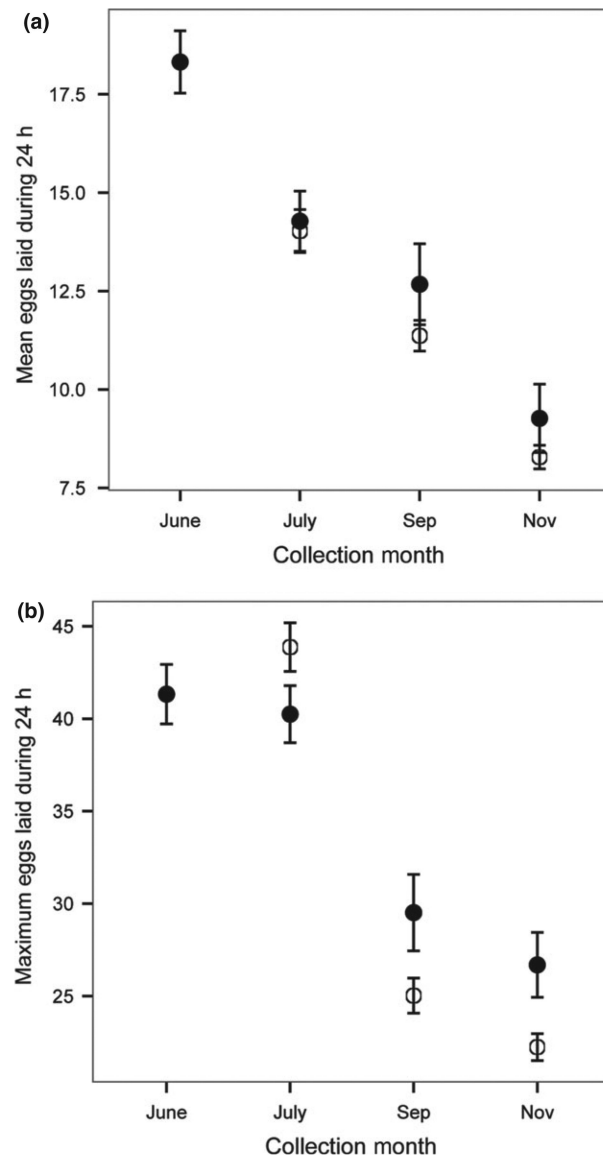 (a)
17.5
15.0
12.5
10.0
7.5
Mean eggs laid during 24 h
June July Sep Nov
Collection month
(b)
45
40
35
30
25
Maximum eggs laid during 24 h
June July Sep Nov
Collection month